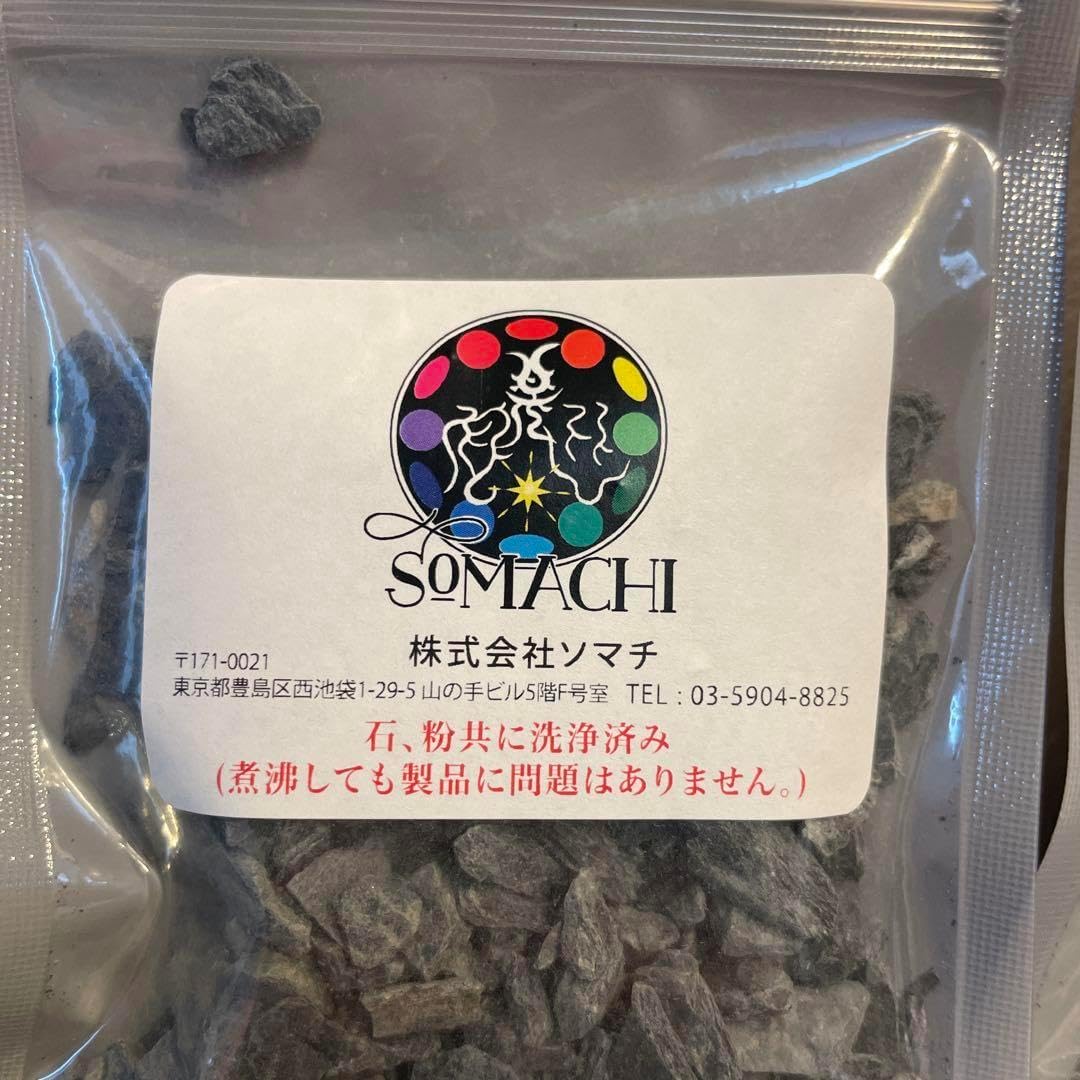 SoMACHI
株式会社ソマチ
〒171-0021
東京都豊島区西池袋1-29-5 山の手ビル5階F号室 TEL : 03-5904-8825
石、粉共に洗浄済み
(煮沸しても製品に問題はありません。)